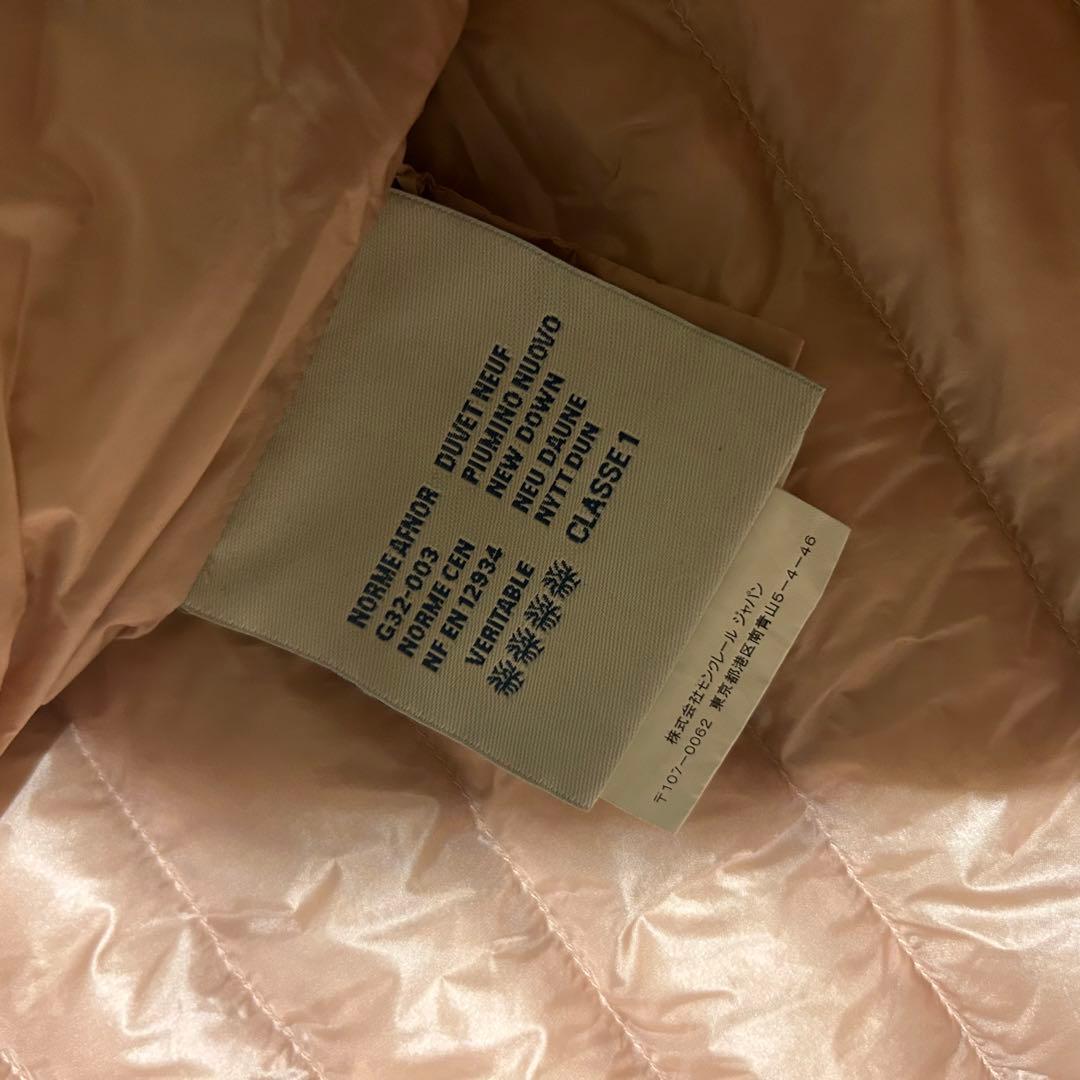 NORME AFNOR
G32-003
NORME CEN
NF EN 12934
VERITABLE
DUVET NEUF
PIUMINO NUOVO
NEW DOWN
NEU DAUNE
NYTT DUN
CLASSE 1
株式会社モンクレール ジャパン
〒107-0062 東京都港区南青山5-4-46